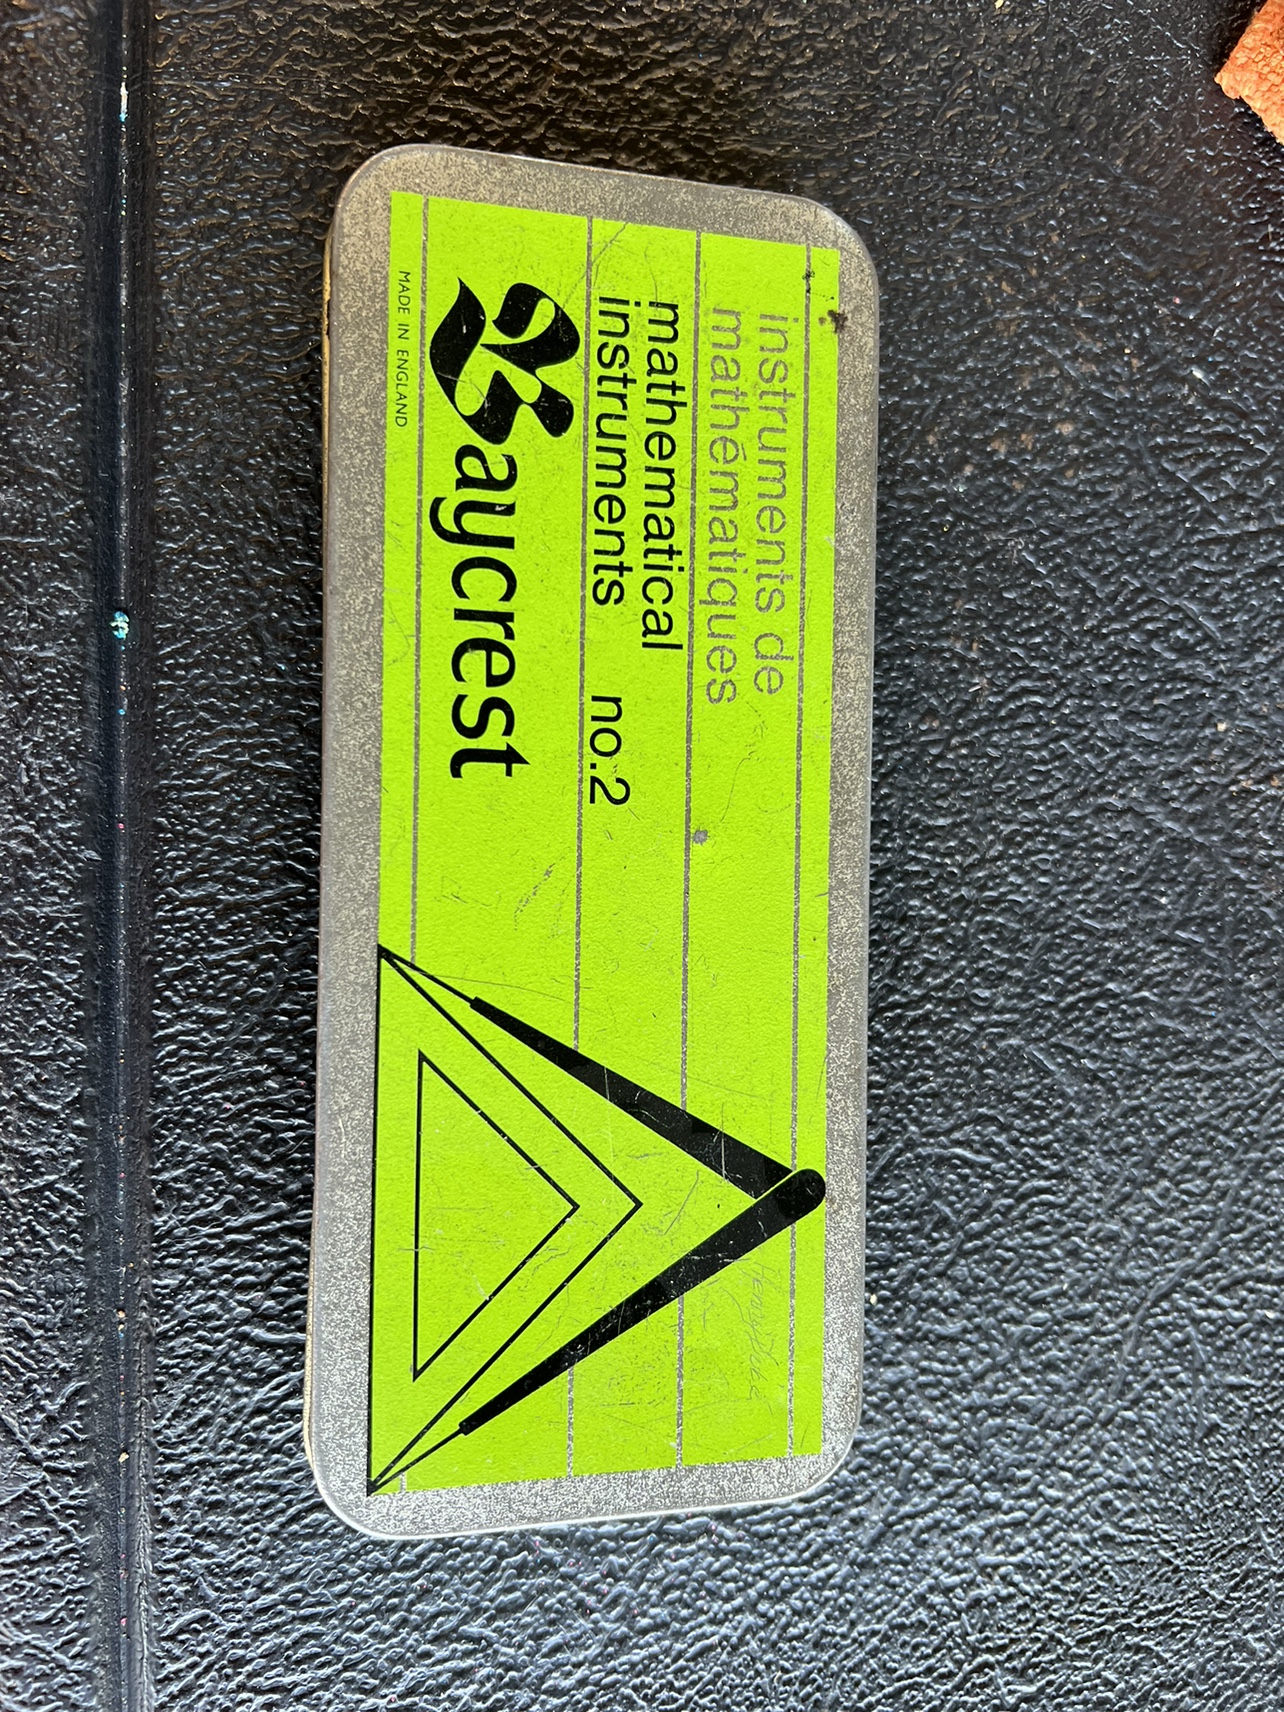 instruments de
mathématiques
mathematical
instruments no.2
Baycrest
MADE IN ENGLAND